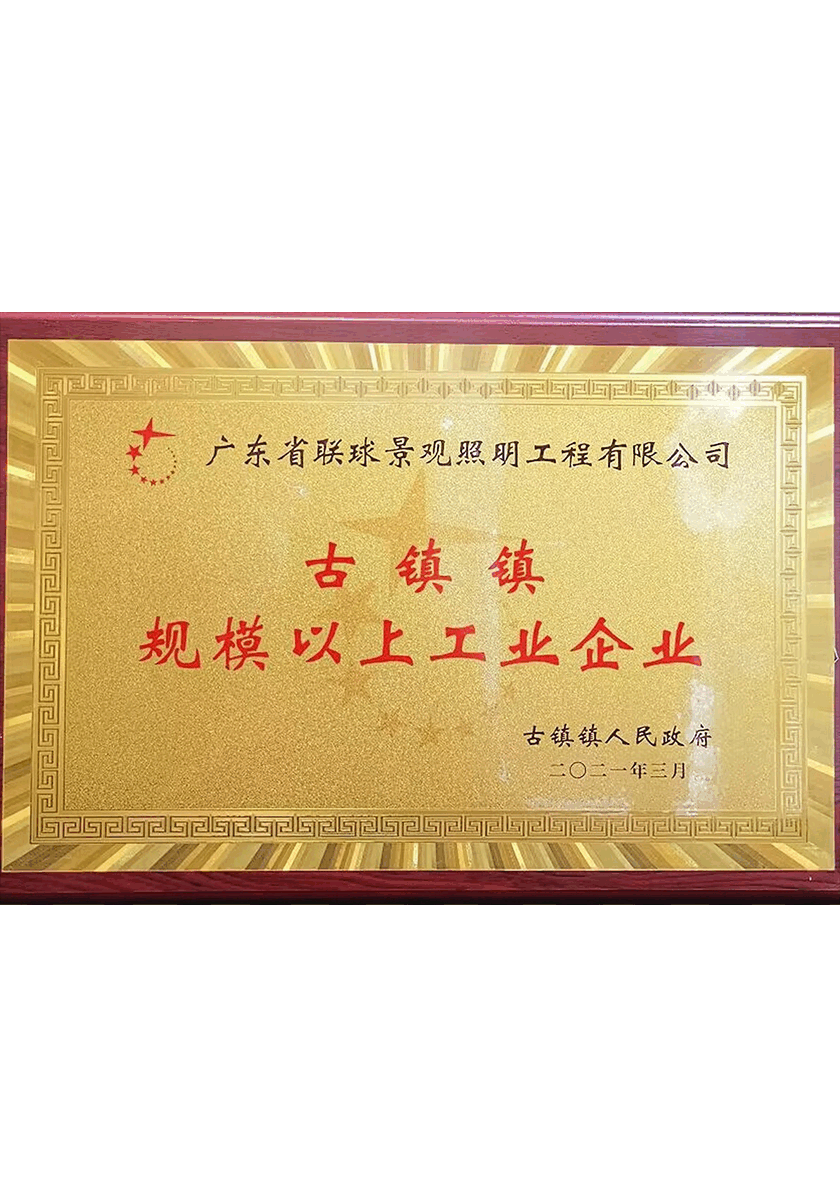 广东省联球景观照明工程有限公司
古镇镇
规模以上工业企业
古镇镇人民政府
二〇二一年三月